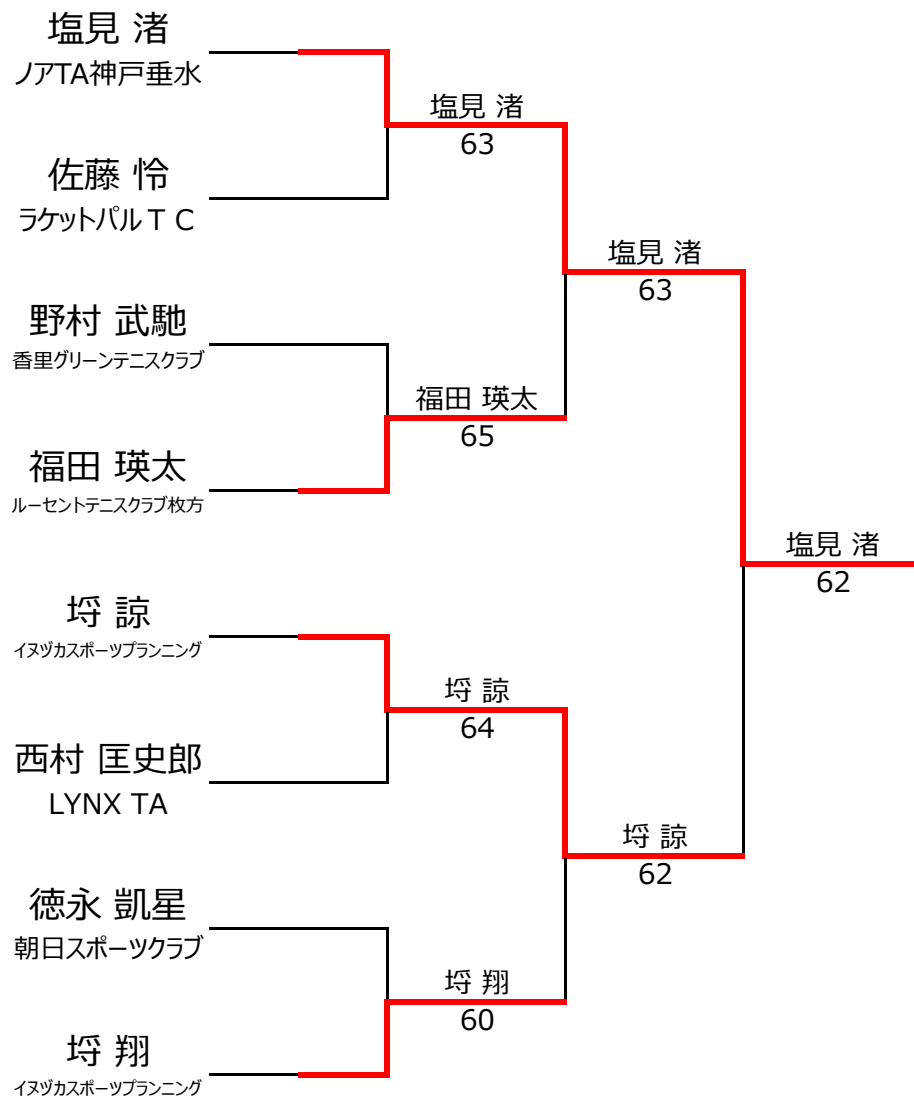 塩見 渚
ノアTA神戸垂水
塩見 渚
63
佐藤 怜
ラケットパルＴＣ
塩見 渚
63
野村 武馳
香里グリーンテニスクラブ
福田 瑛太
65
福田 瑛太
ルーセントテニスクラブ枚方
塩見 渚
62
埒 諒
イヌヅカスポーツプランニング
埒 諒
64
西村 匡史郎
LYNX TA
埒 諒
62
徳永 凱星
朝日スポーツクラブ
埒 翔
60
埒 翔
イヌヅカスポーツプランニング